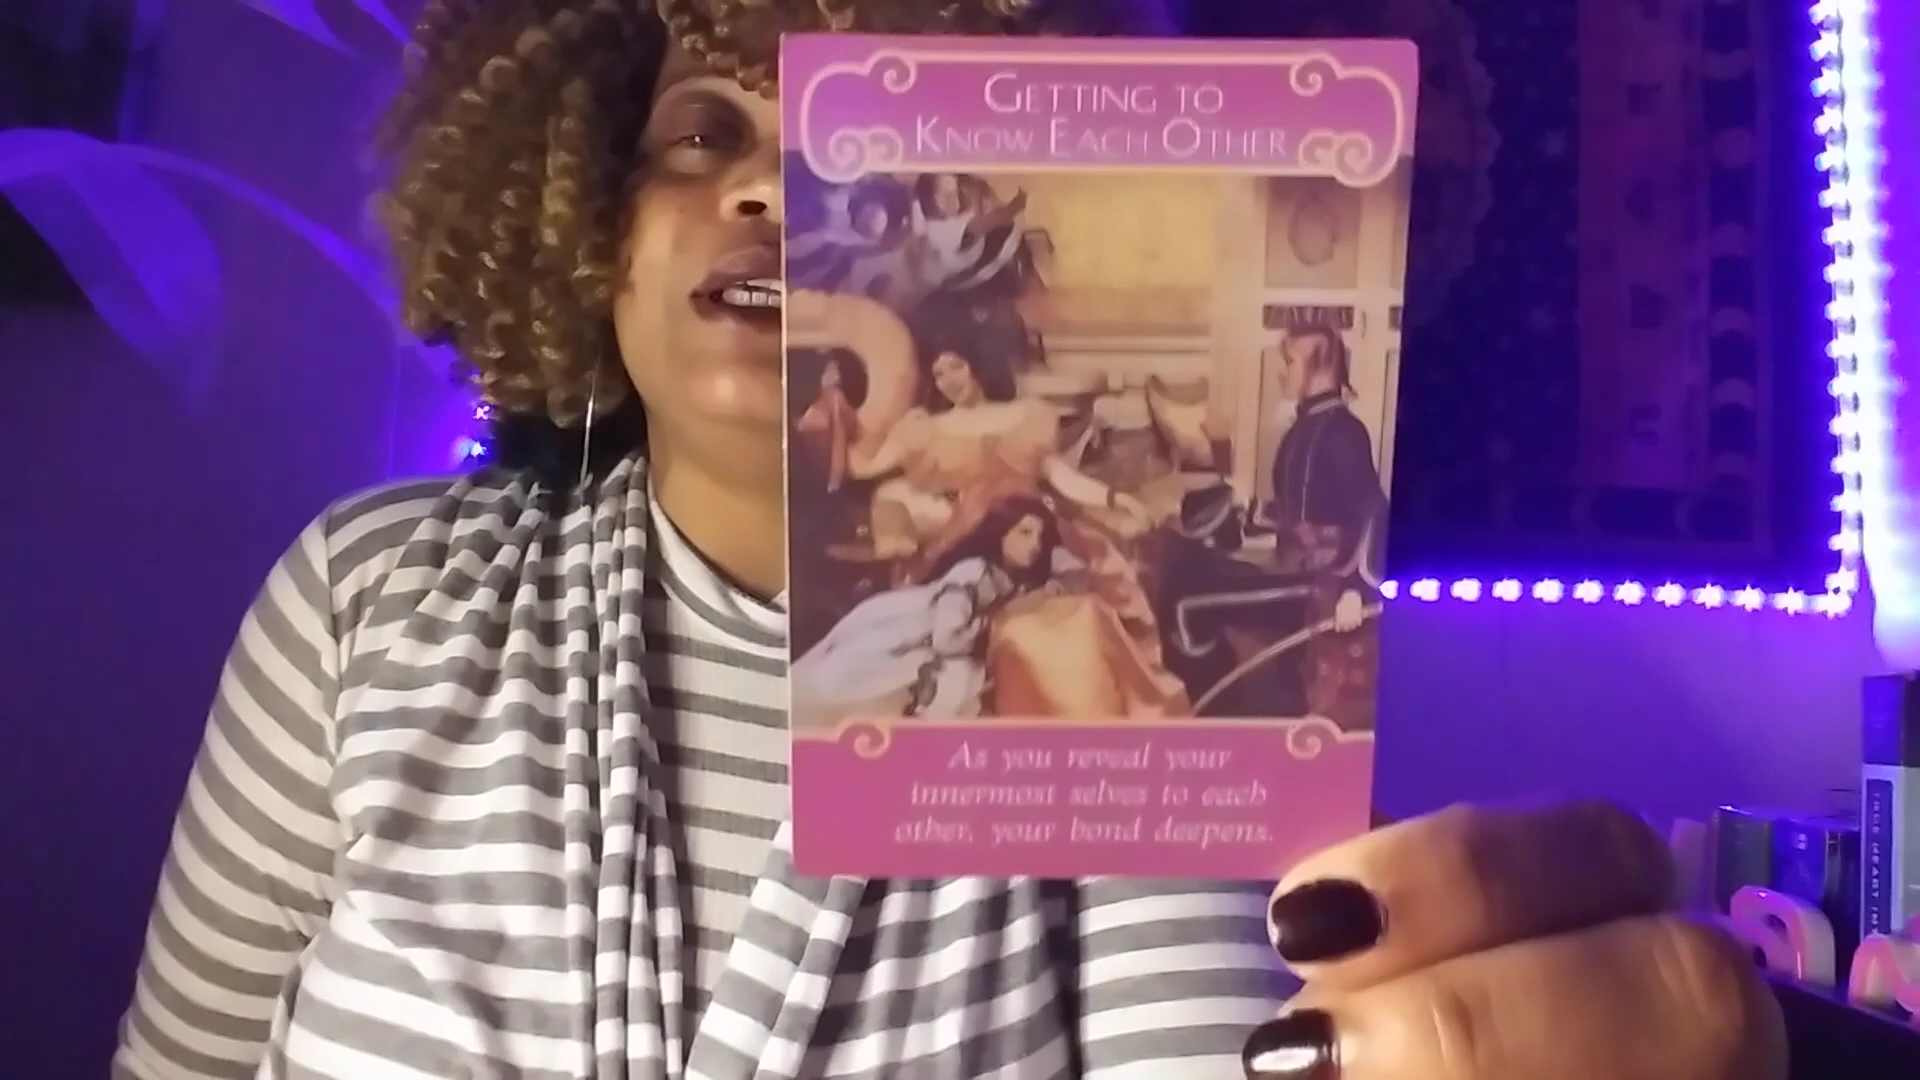 GETTING TO
KNOW EACH OTHER
As you reveal your
innermost selves to each
other, your bond deepens.